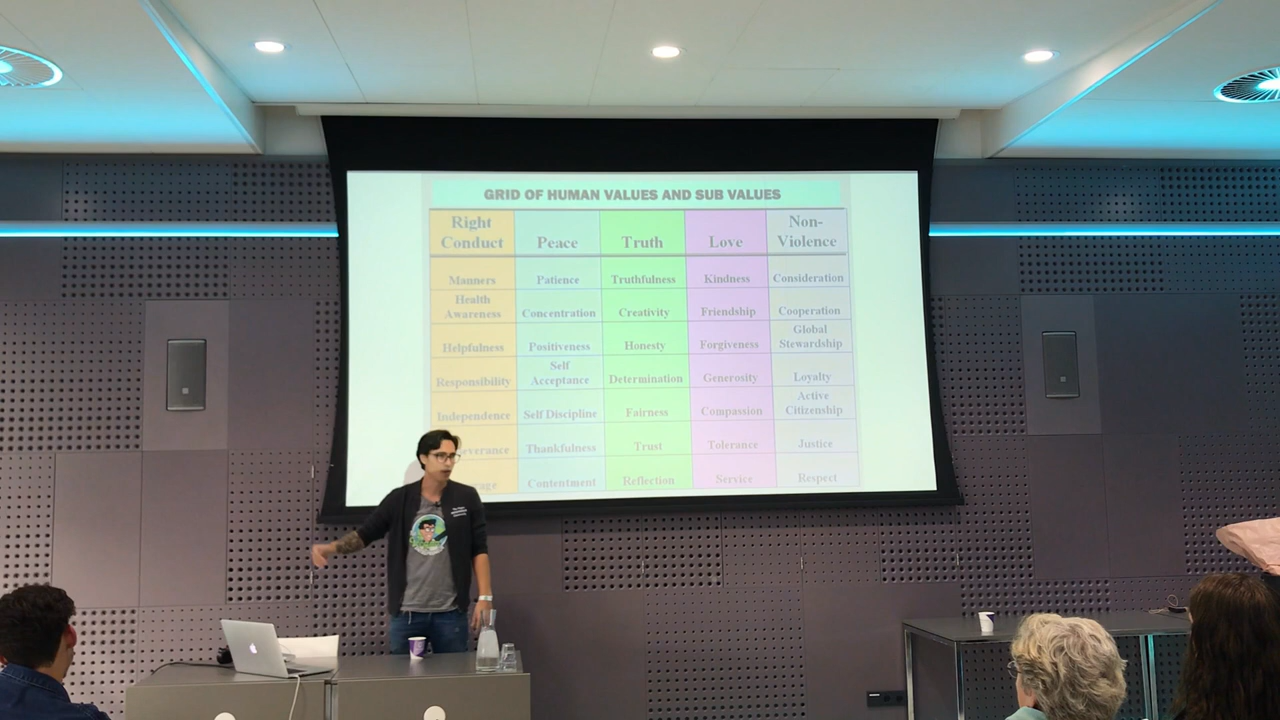 GRID OF HUMAN VALUES AND SUB VALUES
Right Conduct
Peace
Truth
Love
Non-Violence
Manners
Patience
Truthfulness
Kindness
Consideration
Health Awareness
Concentration
Creativity
Friendship
Cooperation
Helpfulness
Positiveness
Honesty
Forgiveness
Global Stewardship
Responsibility
Self Acceptance
Determination
Generosity
Loyalty
Independence
Self Discipline
Fairness
Compassion
Active Citizenship
verance
Thankfulness
Trust
Tolerance
Justice
rage
Contentment
Reflection
Service
Respect